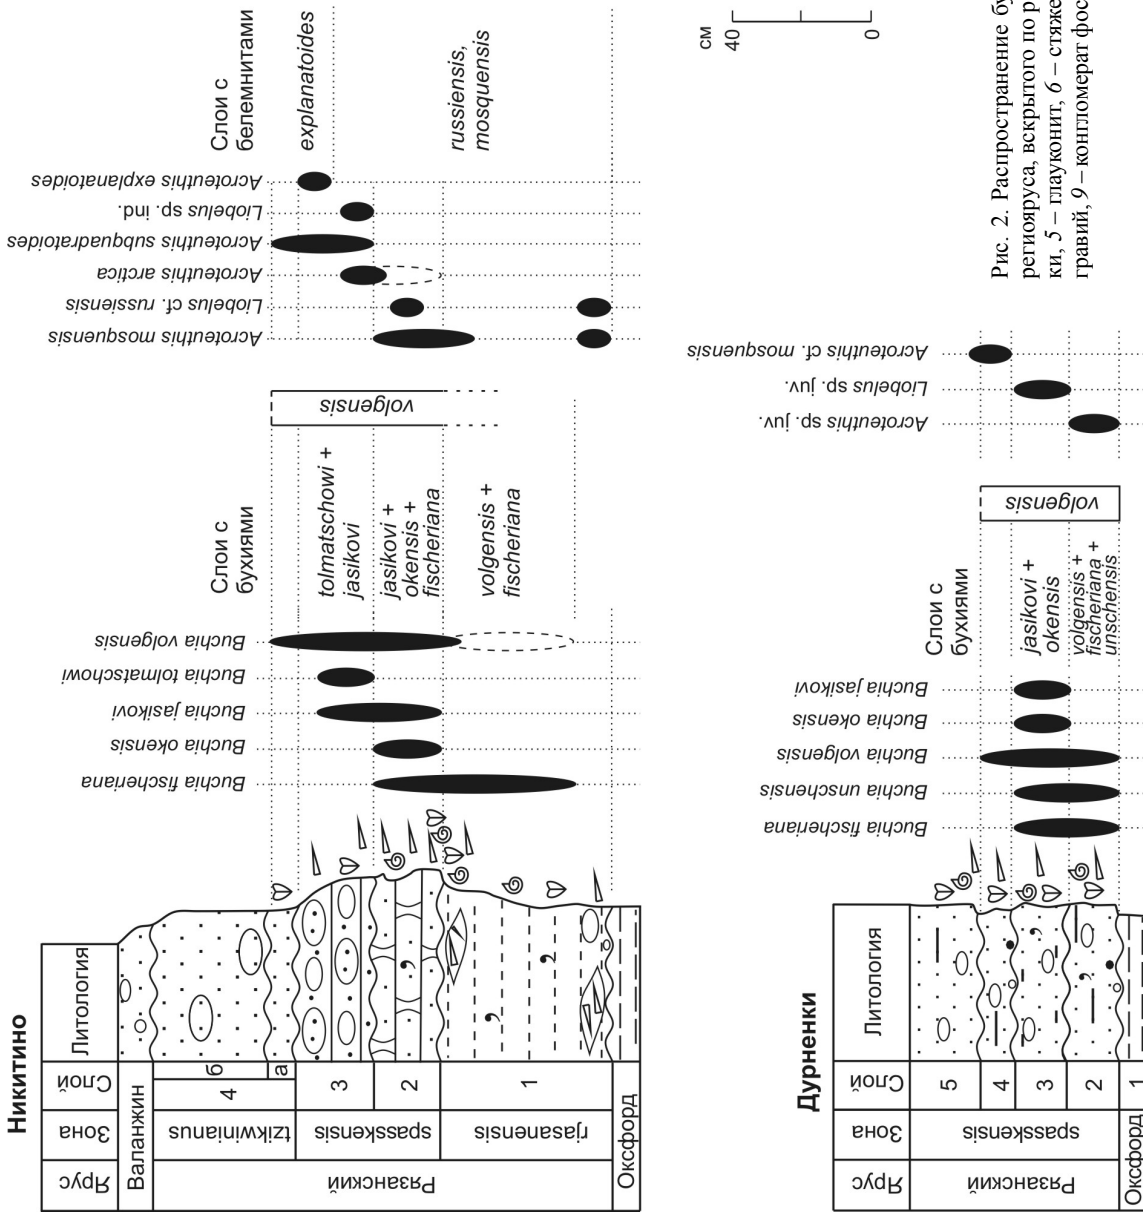 Никитино
Ярус
Зона
Слой
Литология
Валанжин
Рязанский
Оксфорд
tzikwinianus
spasskensis
rjasanensis
4
б
а
3
2
1
Buchia volgensis
Buchia tolmatschowi
Buchia jasikovi
Buchia okensis
Buchia fischeriana
Слои с
бухиями
tolmatschowi +
jasikovi
jasikovi +
okensis +
fischeriana
volgensis +
fischeriana
volgensis
Acroteuthis explanatoides
Liobelus sp. ind.
Acroteuthis subquadratoides
Acroteuthis arctica
Liobelus cf. russiensis
Acroteuthis mosquensis
Слои с
белемнитами
explanatoides
russiensis,
mosquensis
Дурненки
Ярус
Зона
Слой
Литология
Рязанский
Оксфорд
spasskensis
5
4
3
2
1
Buchia jasikovi
Buchia okensis
Buchia volgensis
Buchia unschensis
Buchia fischeriana
Слои с
бухиями
jasikovi +
okensis
volgensis +
fischeriana +
unschensis
volgensis
Acroteuthis cf. mosquensis
Liobelus sp. juv.
Acroteuthis sp. juv.
см
40
0
Рис. 2. Распространение бу
региояруса, вскрытого по р
ки, 5 – глауконит, 6 – стяже
гравий, 9 – конгломерат фос